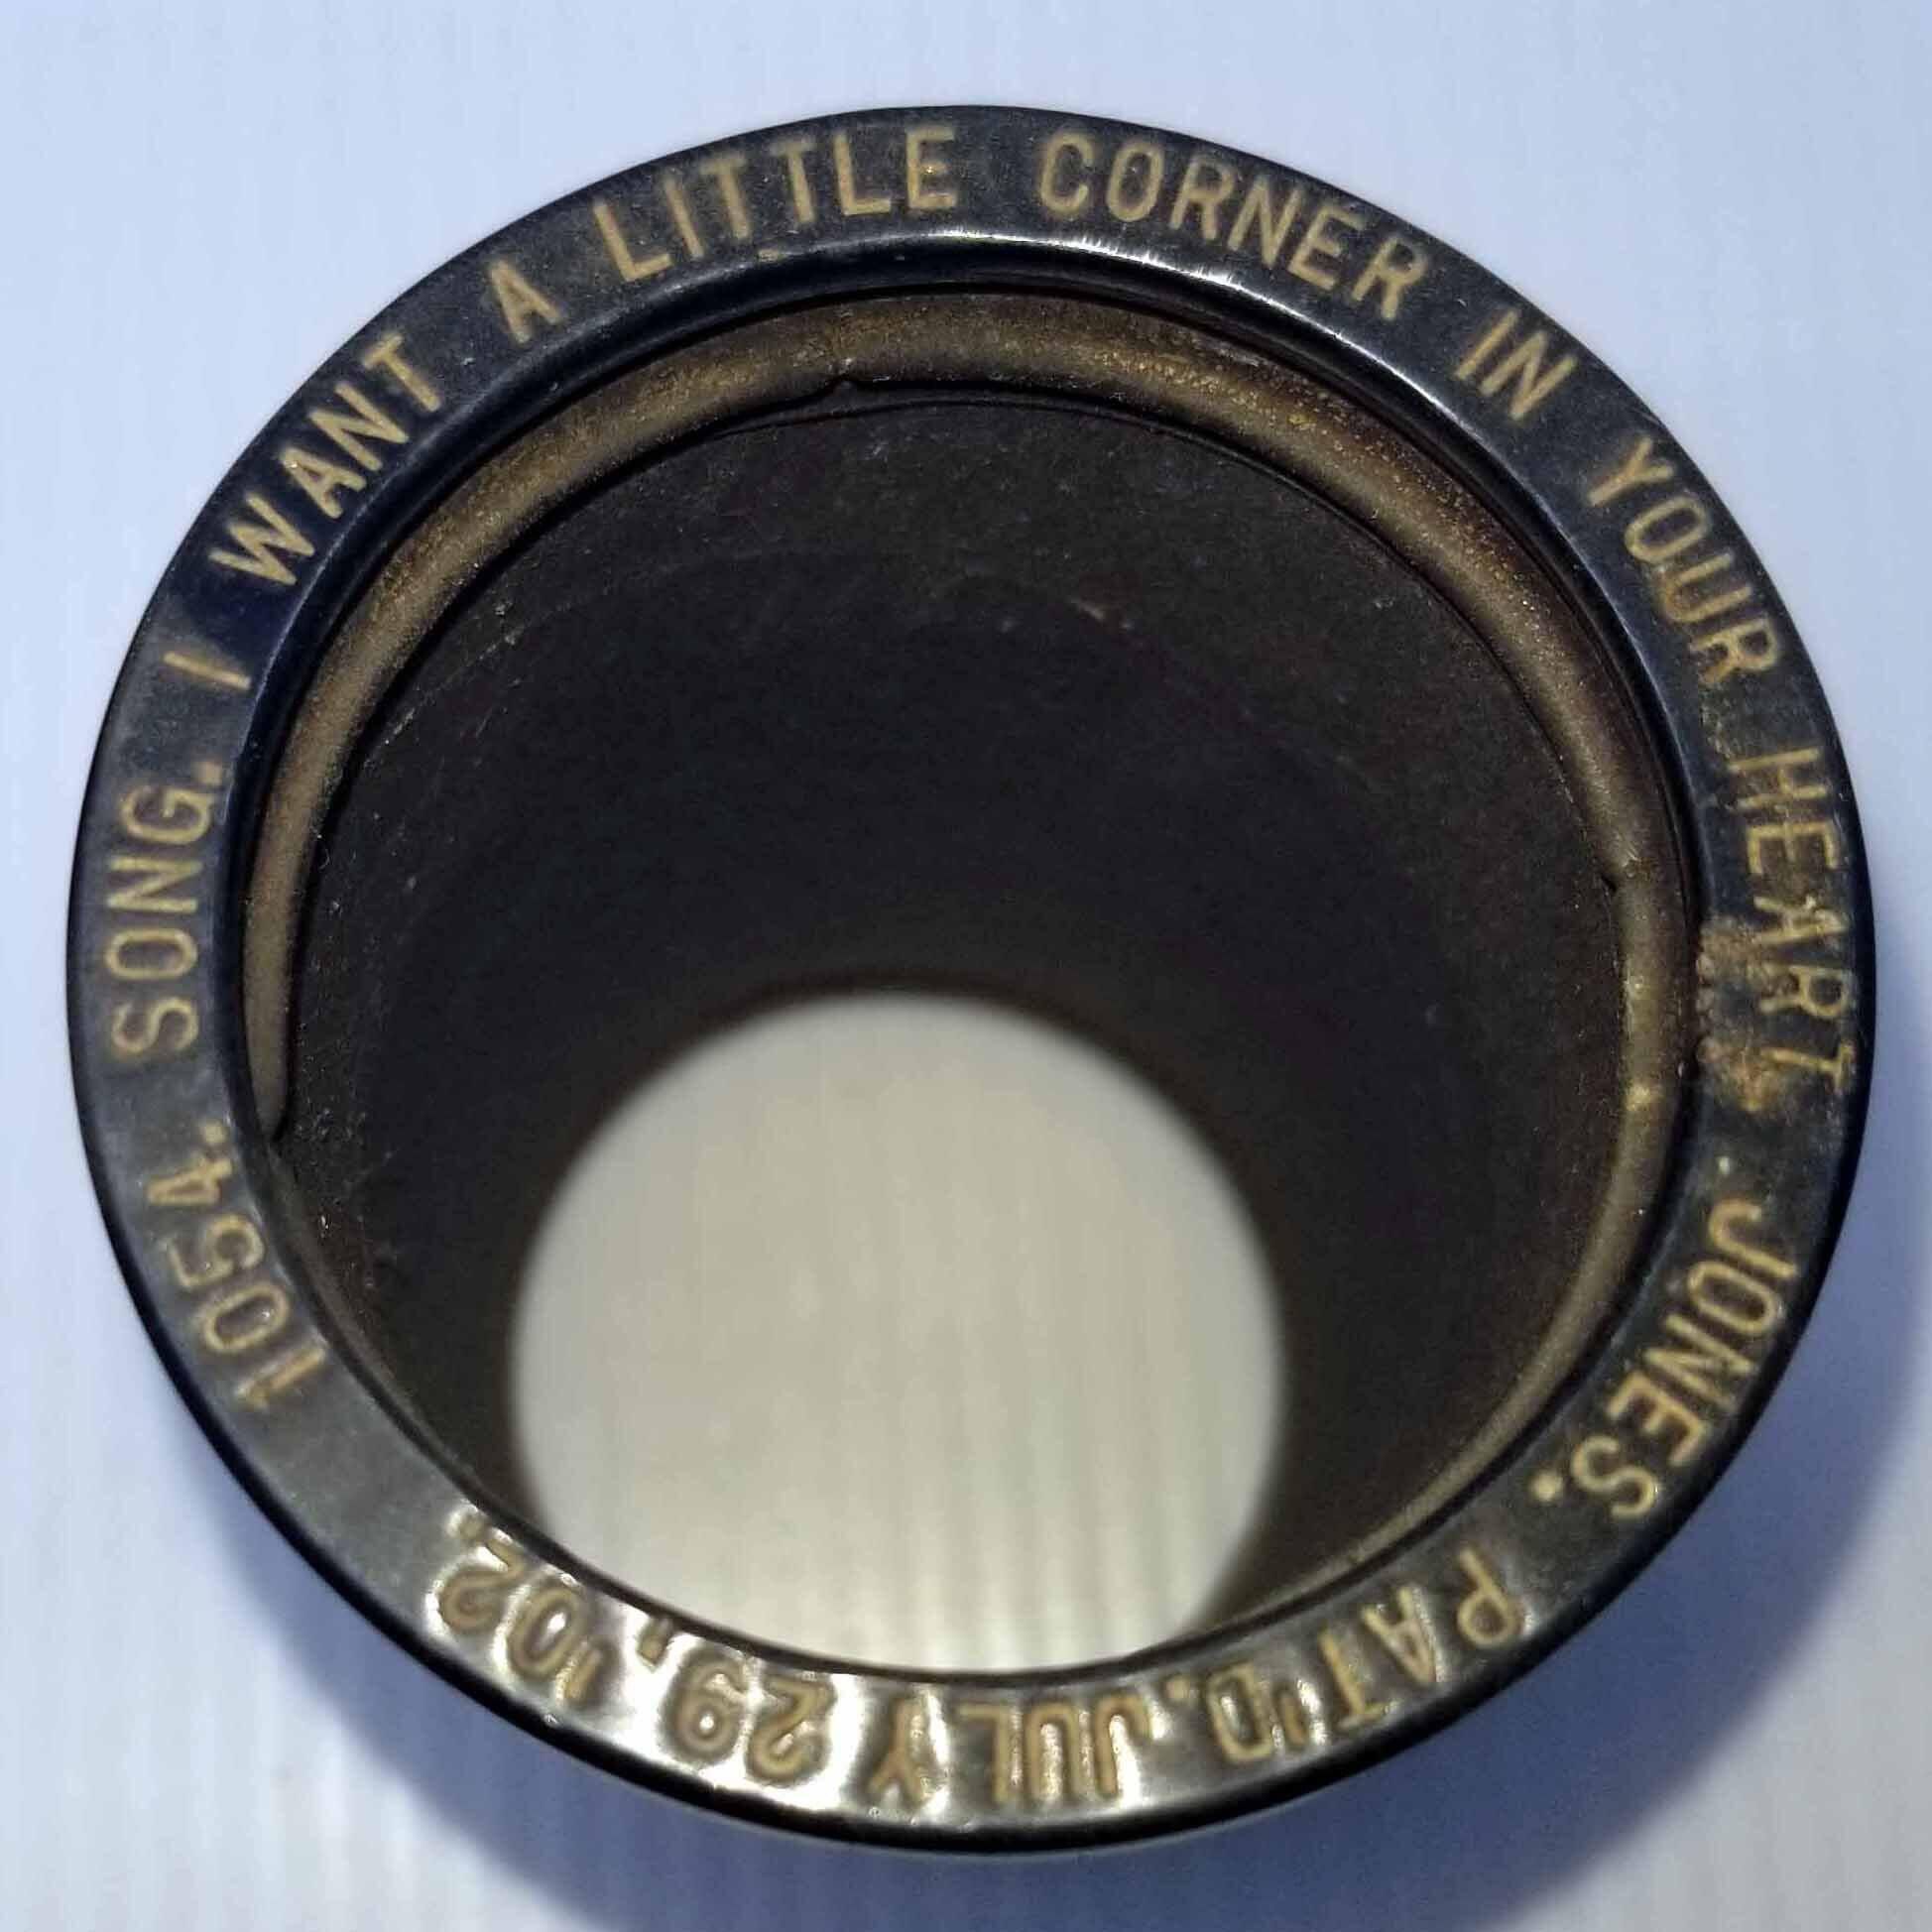 1054. SONG. I WANT A LITTLE CORNER IN YOUR HEART JONES. PAT'D. JULY 29, '02.